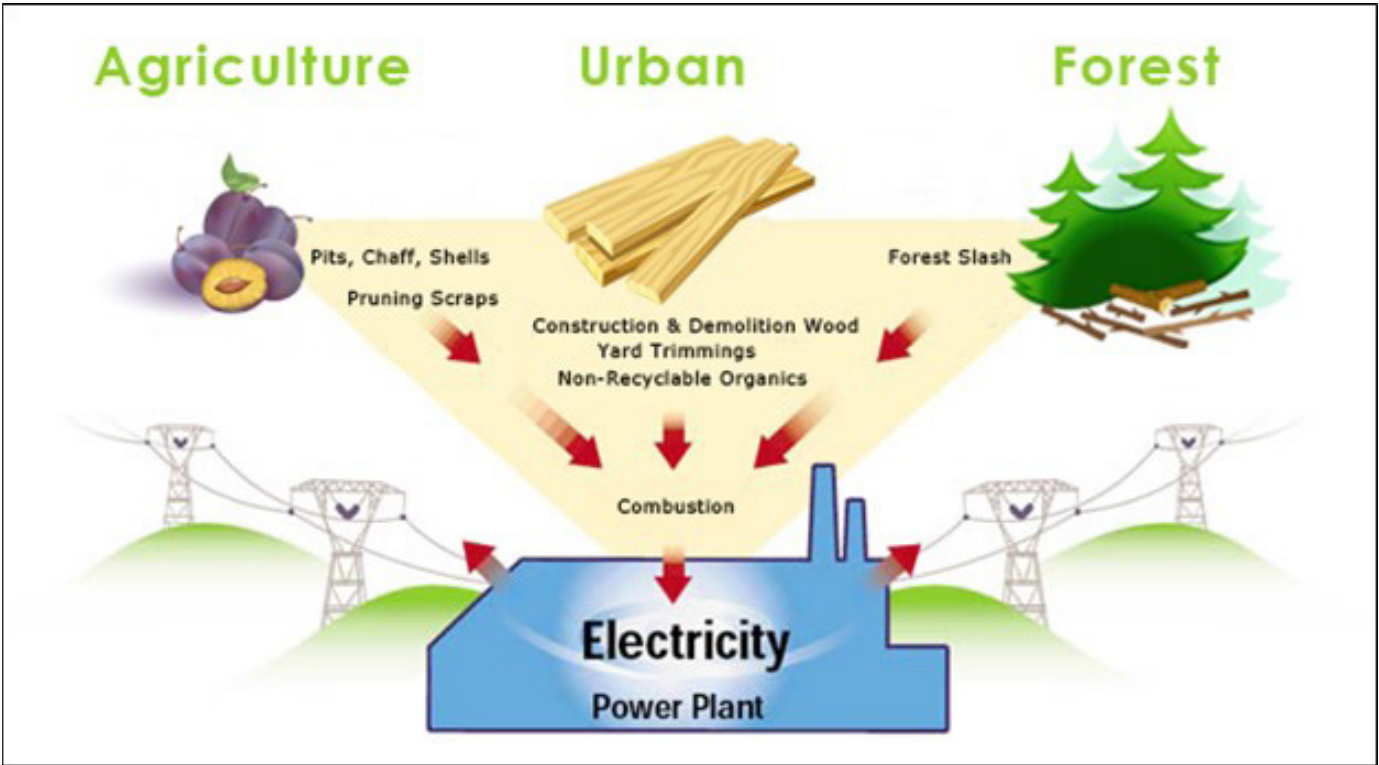 Agriculture
Urban
Forest
Pits, Chaff, Shells
Forest Slash
Pruning Scraps
Construction & Demolition Wood
Yard Trimmings
Non-Recyclable Organics
Combustion
Electricity
Power Plant